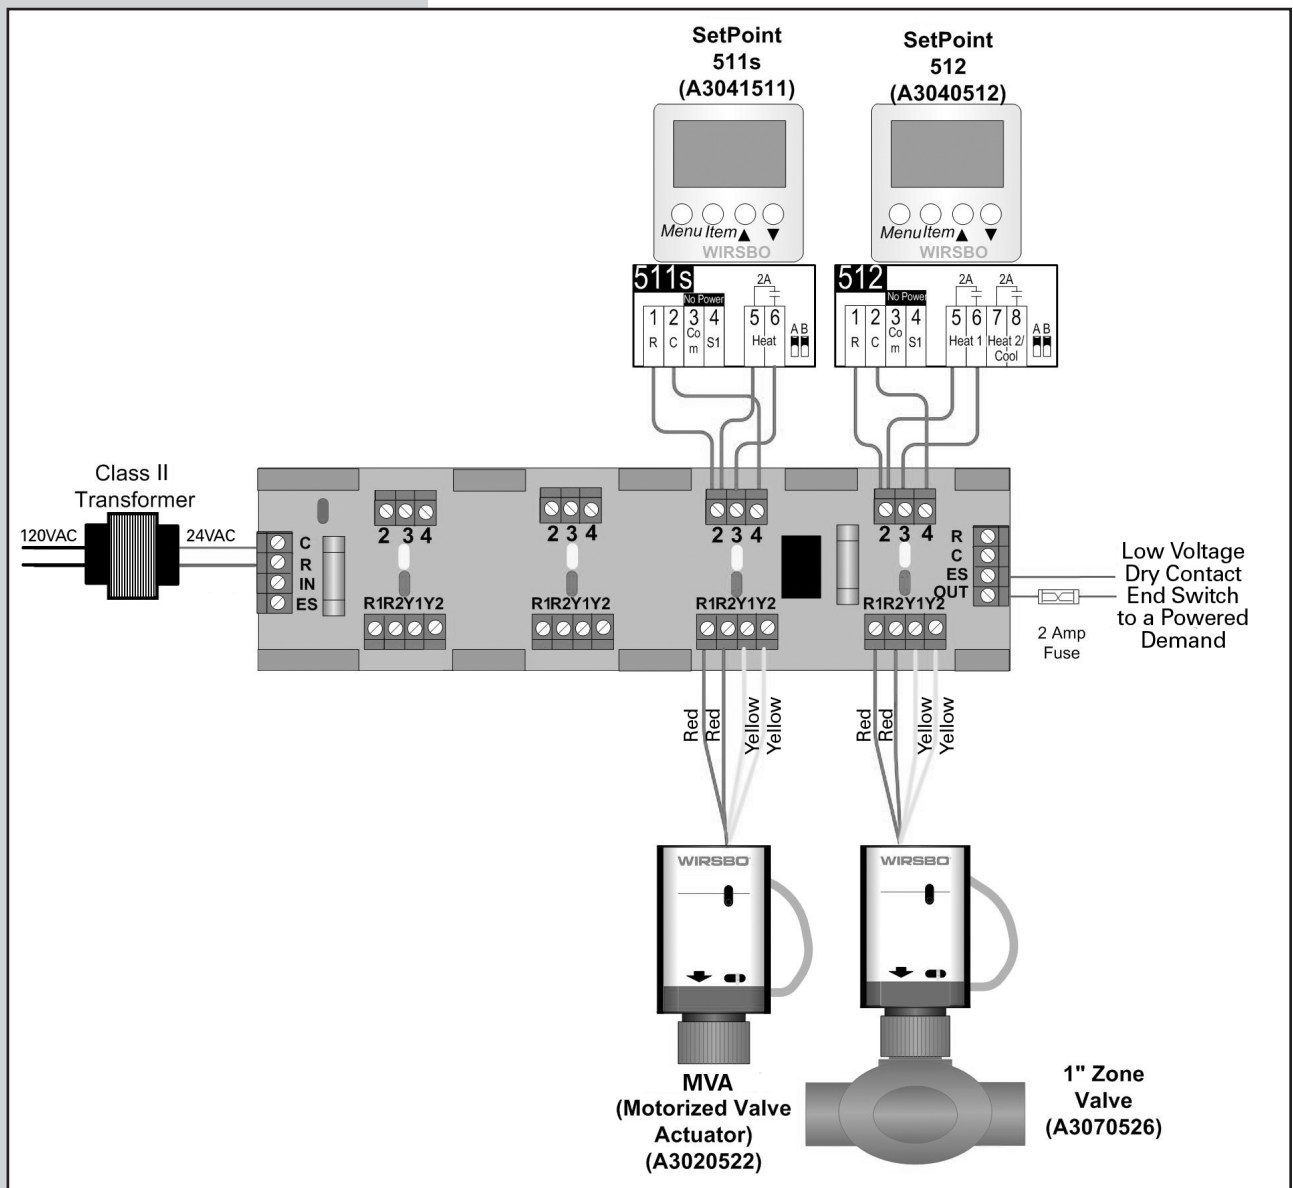 SetPoint
511s
(A3041511)
SetPoint
512
(A3040512)
Menu Item ▲ ▼
WIRSBO
Menu Item ▲ ▼
WIRSBO
511s
2A
No Power
1 2 3 4 5 6
R C Com S1 Heat
A B
512
2A 2A
No Power
1 2 3 4 5 6 7 8
R C Com S1 Heat 1 Heat 2/
Cool
A B
Class II
Transformer
120VAC
24VAC
C
R
IN
ES
2 3 4
2 3 4
2 3 4
2 3 4
R1R2Y1Y2
R1R2Y1Y2
R1R2Y1Y2
R1R2Y1Y2
R
C
ES
OUT
Low Voltage
Dry Contact
End Switch
to a Powered
Demand
2 Amp
Fuse
Red
Red
Yellow
Yellow
Red
Red
Yellow
Yellow
WIRSBO
WIRSBO
MVA
(Motorized Valve
Actuator)
(A3020522)
1" Zone
Valve
(A3070526)